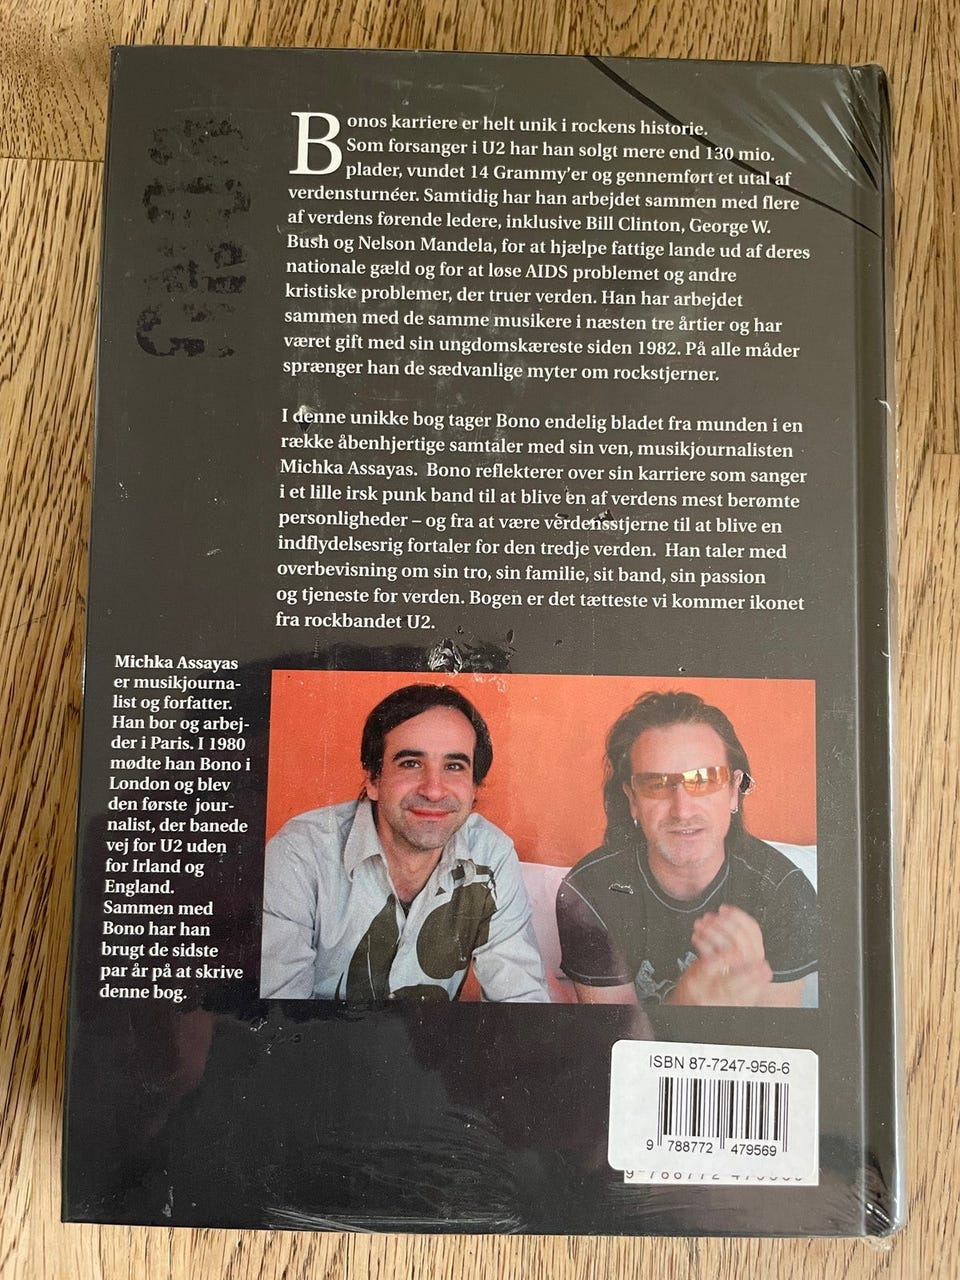 Bonos karriere er helt unik i rockens historie.
Som forsanger i U2 har han solgt mere end 130 mio.
plader, vundet 14 Grammy'er og gennemført et utal af
verdensturnéer. Samtidig har han arbejdet sammen med flere
af verdens førende ledere, inklusive Bill Clinton, George W.
Bush og Nelson Mandela, for at hjælpe fattige lande ud af deres
nationale gæld og for at løse AIDS problemet og andre
kristiske problemer, der truer verden. Han har arbejdet
sammen med de samme musikere i næsten tre årtier og har
været gift med sin ungdomskæreste siden 1982. På alle måder
sprænger han de sædvanlige myter om rockstjerner.
I denne unikke bog tager Bono endelig bladet fra munden i en
række åbenhjertige samtaler med sin ven, musikjournalisten
Michka Assayas. Bono reflekterer over sin karriere som sanger
i et lille irsk punk band til at blive en af verdens mest berømte
personligheder – og fra at være verdensstjerne til at blive en
indflydelsesrig fortaler for den tredje verden. Han taler med
overbevisning om sin tro, sin familie, sit band, sin passion
og tjeneste for verden. Bogen er det tætteste vi kommer ikonet
fra rockbandet U2.
Michka Assayas
er musikjourna-
list og forfatter.
Han bor og arbej-
der i Paris. I 1980
mødte han Bono i
London og blev
den første jour-
nalist, der banede
vej for U2 uden
for Irland og
England.
Sammen med
Bono har han
brugt de sidste
par år på at skrive
denne bog.
ISBN 87-7247-956-6
9 788772 479569